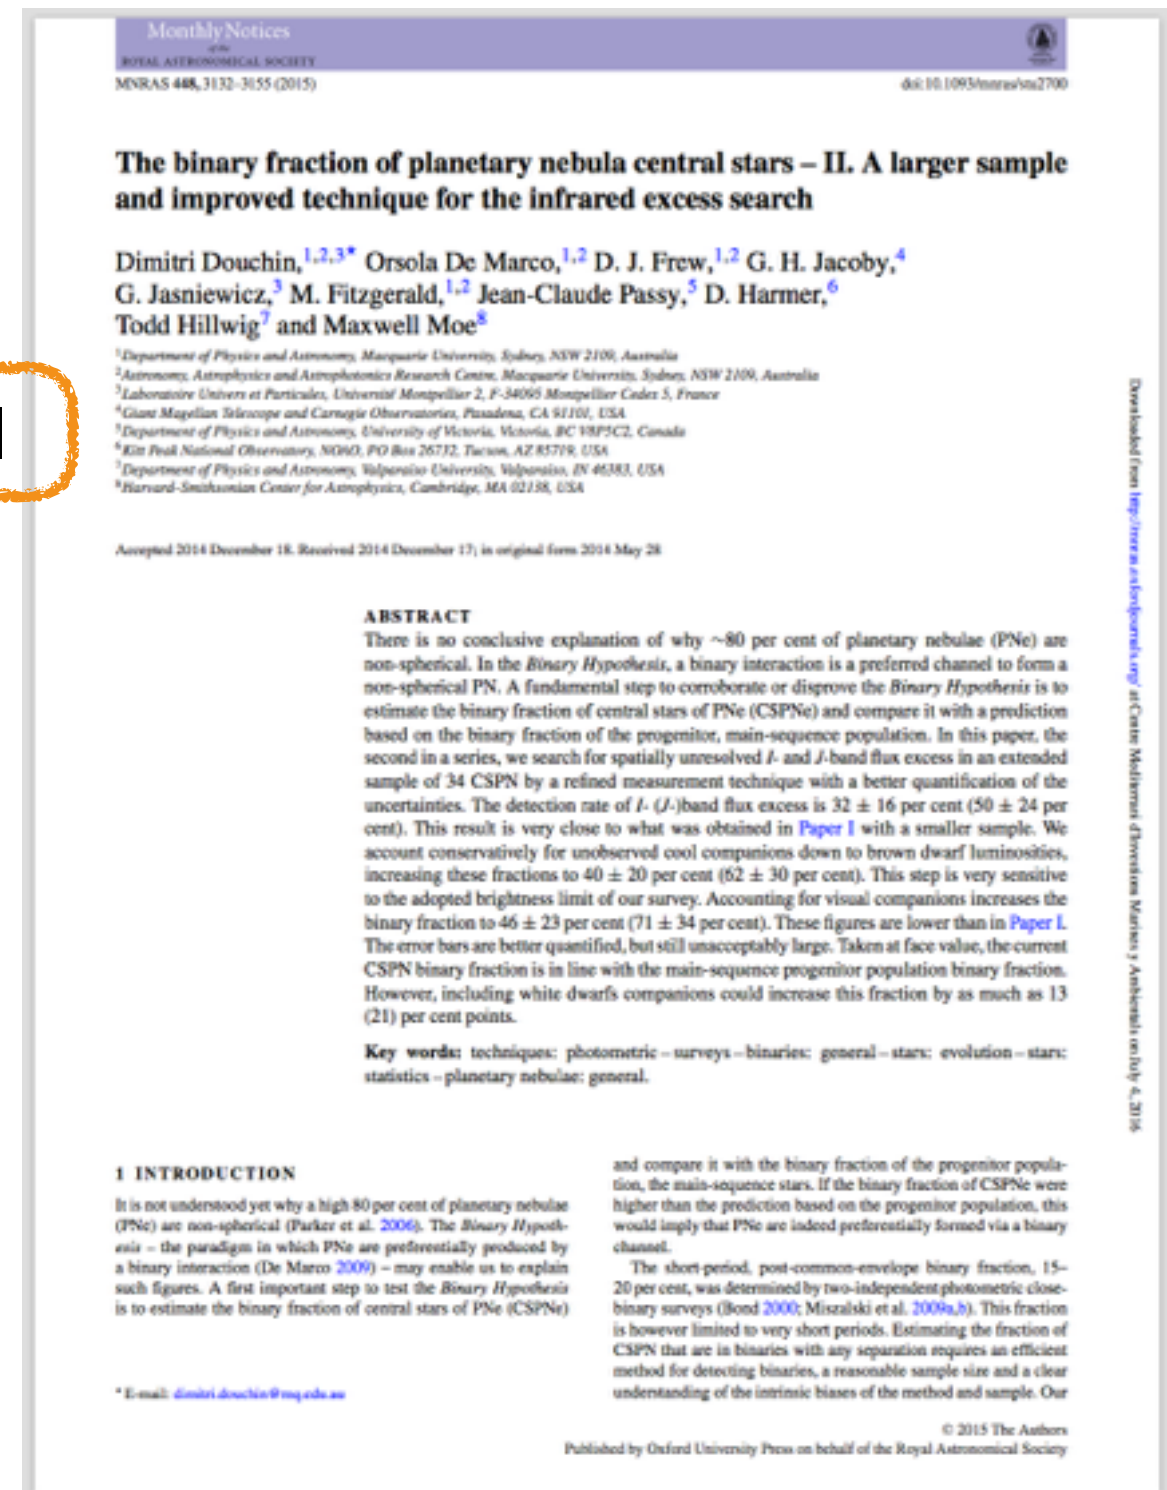 Monthly Notices
of the
ROYAL ASTRONOMICAL SOCIETY
MNRAS 448, 3132–3155 (2015)
doi:10.1093/mnras/stu2700
The binary fraction of planetary nebula central stars – II. A larger sample
and improved technique for the infrared excess search
Dimitri Douchin,1,2,3* Orsola De Marco,1,2 D. J. Frew,1,2 G. H. Jacoby,4
G. Jasniewicz,3 M. Fitzgerald,1,2 Jean-Claude Passy,5 D. Harmer,6
Todd Hillwig7 and Maxwell Moe8
1Department of Physics and Astronomy, Macquarie University, Sydney, NSW 2109, Australia
2Astronomy, Astrophysics and Astrophotonics Research Centre, Macquarie University, Sydney, NSW 2109, Australia
3Laboratoire Univers et Particules, Université Montpellier 2, F-34095 Montpellier Cedex 5, France
4Giant Magellan Telescope and Carnegie Observatories, Pasadena, CA 91101, USA
5Department of Physics and Astronomy, University of Victoria, Victoria, BC V8P5C2, Canada
6Kitt Peak National Observatory, NOAO, PO Box 26732, Tucson, AZ 85719, USA
7Department of Physics and Astronomy, Valparaiso University, Valparaiso, IN 46383, USA
8Harvard–Smithsonian Center for Astrophysics, Cambridge, MA 02138, USA
Accepted 2014 December 18. Received 2014 December 17; in original form 2014 May 28
ABSTRACT
There is no conclusive explanation of why ~80 per cent of planetary nebulae (PNe) are
non-spherical. In the Binary Hypothesis, a binary interaction is a preferred channel to form a
non-spherical PN. A fundamental step to corroborate or disprove the Binary Hypothesis is to
estimate the binary fraction of central stars of PNe (CSPNe) and compare it with a prediction
based on the binary fraction of the progenitor, main-sequence population. In this paper, the
second in a series, we search for spatially unresolved I- and J-band flux excess in an extended
sample of 34 CSPN by a refined measurement technique with a better quantification of the
uncertainties. The detection rate of I- (J-)band flux excess is 32 ± 16 per cent (50 ± 24 per
cent). This result is very close to what was obtained in Paper I with a smaller sample. We
account conservatively for unobserved cool companions down to brown dwarf luminosities,
increasing these fractions to 40 ± 20 per cent (62 ± 30 per cent). This step is very sensitive
to the adopted brightness limit of our survey. Accounting for visual companions increases the
binary fraction to 46 ± 23 per cent (71 ± 34 per cent). These figures are lower than in Paper I.
The error bars are better quantified, but still unacceptably large. Taken at face value, the current
CSPN binary fraction is in line with the main-sequence progenitor population binary fraction.
However, including white dwarfs companions could increase this fraction by as much as 13
(21) per cent points.
Key words: techniques: photometric – surveys – binaries: general – stars: evolution – stars:
statistics – planetary nebulae: general.
1 INTRODUCTION
It is not understood yet why a high 80 per cent of planetary nebulae
(PNe) are non-spherical (Parker et al. 2006). The Binary Hypoth-
esis – the paradigm in which PNe are preferentially produced by
a binary interaction (De Marco 2009) – may enable us to explain
such figures. A first important step to test the Binary Hypothesis
is to estimate the binary fraction of central stars of PNe (CSPNe)
* E-mail: dimitri.douchin@mq.edu.au
and compare it with the binary fraction of the progenitor popula-
tion, the main-sequence stars. If the binary fraction of CSPNe were
higher than the prediction based on the progenitor population, this
would imply that PNe are indeed preferentially formed via a binary
channel.
The short-period, post-common-envelope binary fraction, 15–
20 per cent, was determined by two-independent photometric close-
binary surveys (Bond 2000; Miszalski et al. 2009a,b). This fraction
is however limited to very short periods. Estimating the fraction of
CSPN that are in binaries with any separation requires an efficient
method for detecting binaries, a reasonable sample size and a clear
understanding of the intrinsic biases of the method and sample. Our
© 2015 The Authors
Published by Oxford University Press on behalf of the Royal Astronomical Society
Downloaded from http://mnras.oxfordjournals.org/ at Centre Mediterrani d'Investigacions Marines y Ambientals on July 4, 2016